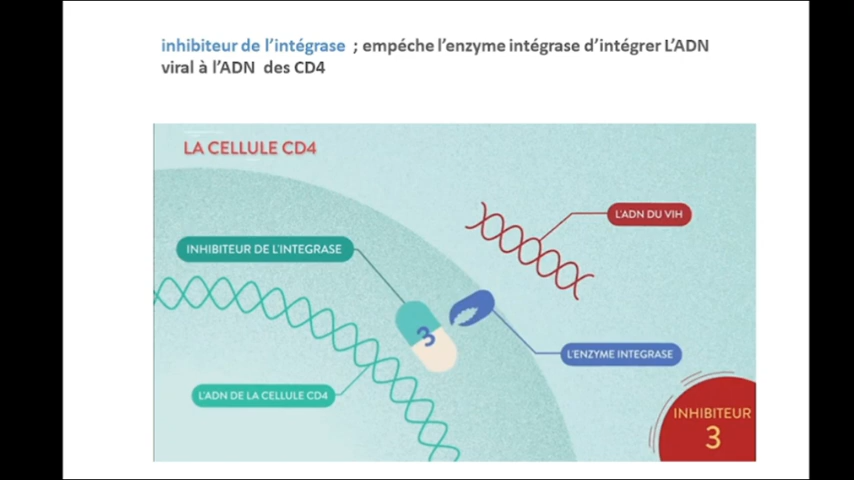 inhibiteur de l'intégrase ; empéche l'enzyme intégrase d'intégrer L'ADN
viral à l'ADN des CD4
LA CELLULE CD4
L'ADN DU VIH
INHIBITEUR DE L'INTEGRASE
3
L'ENZYME INTEGRASE
L'ADN DE LA CELLULE CD4
INHIBITEUR
3